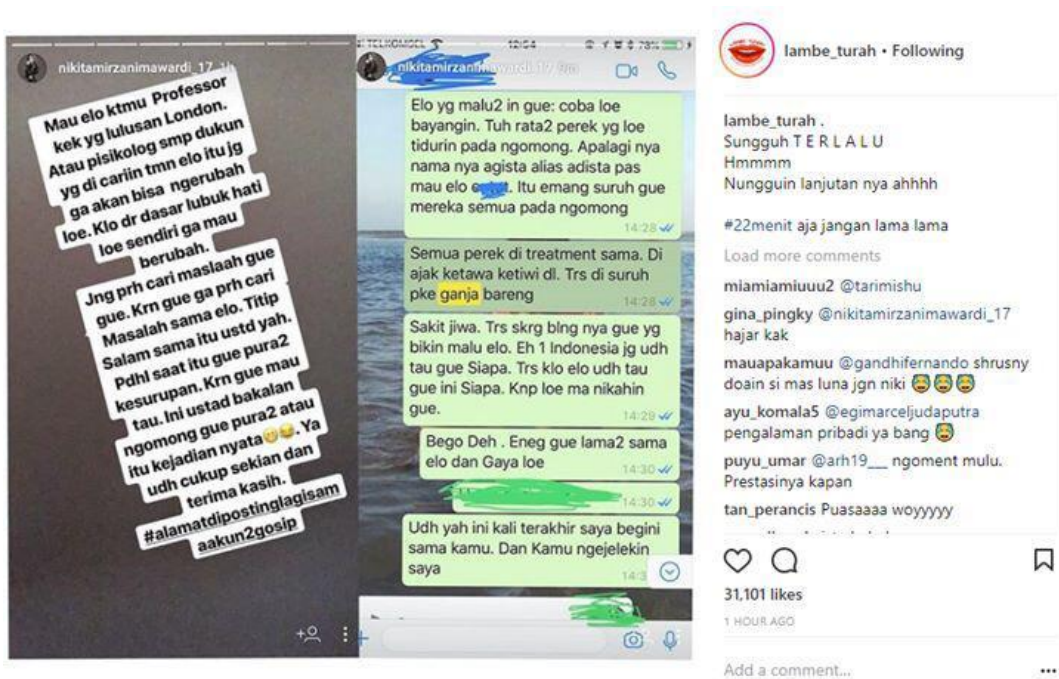 nikitamirzanimawardi_17
Mau elo ktmu Professor
kek yg lulusan London.
Atau pisikolog smp dukun
yg di cariin tmn elo itu jg
ga akan bisa ngerubah
loe. Klo dr dasar lubuk hati
loe sendiri ga mau
berubah.
Jng prh cari maslaah gue
gue. Krn gue ga prh cari
Masalah sama elo. Titip
Salam sama itu ustd yah.
Pdhl saat itu gue pura2
kesurupan. Krn gue mau
tau. Ini ustad bakalan
ngomong gue pura2 atau
itu kejadian nyata😁😂. Ya
udh cukup sekian dan
terima kasih.
#alamatdipostinglagisam
aakun2gosip
TELKOMSEL 12:54 78%
nikitamirzanimawardi_17
Elo yg malu2 in gue: coba loe
bayangin. Tuh rata2 perek yg loe
tidurin pada ngomong. Apalagi nya
nama nya agista alias adista pas
mau elo. Itu emang suruh gue
mereka semua pada ngomong
14:28
Semua perek di treatment sama. Di
ajak ketawa ketiwi dl. Trs di suruh
pke ganja bareng
14:28
Sakit jiwa. Trs skrg blng nya gue yg
bikin malu elo. Eh 1 Indonesia jg udh
tau gue Siapa. Trs klo elo udh tau
gue ini Siapa. Knp loe ma nikahin
gue.
14:29
Bego Deh . Eneg gue lama2 sama
elo dan Gaya loe
14:30
14:30
Udh yah ini kali terakhir saya begini
sama kamu. Dan Kamu ngejelekin
saya
lambe_turah • Following
lambe_turah .
Sungguh T E R L A L U
Hmmmm
Nungguin lanjutan nya ahhhh
#22menit aja jangan lama lama
Load more comments
miamiamiuuu2 @tarimishu
gina_pingky @nikitamirzanimawardi_17
hajar kak
mauapakamuu @gandhifernando shrusny
doain si mas luna jgn niki 😭😭😭
ayu_komala5 @egimarceljudaputra
pengalaman pribadi ya bang 😭
puyu_umar @arh19___ ngoment mulu.
Prestasinya kapan
tan_perancis Puasaaaa woyyyyy
31,101 likes
1 HOUR AGO
Add a comment...